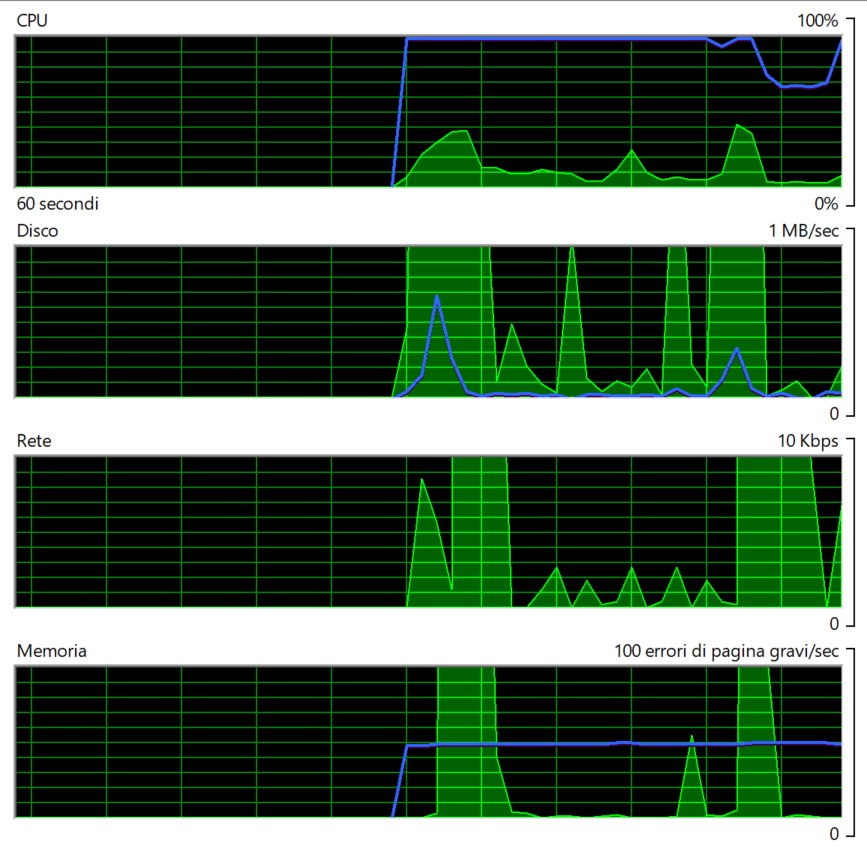 CPU 100%
60 secondi 0%
Disco 1 MB/sec
0
Rete 10 Kbps
0
Memoria 100 errori di pagina gravi/sec
0